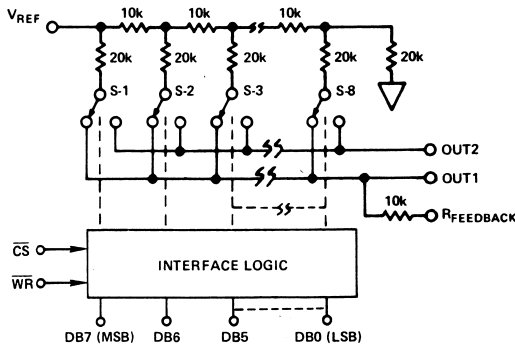 VREF
10k
10k
10k
20k
20k
20k
20k
20k
S-1
S-2
S-3
S-8
OUT2
OUT1
10k
RFEEDBACK
CS
WR
INTERFACE LOGIC
DB7 (MSB)
DB6
DB5
DB0 (LSB)